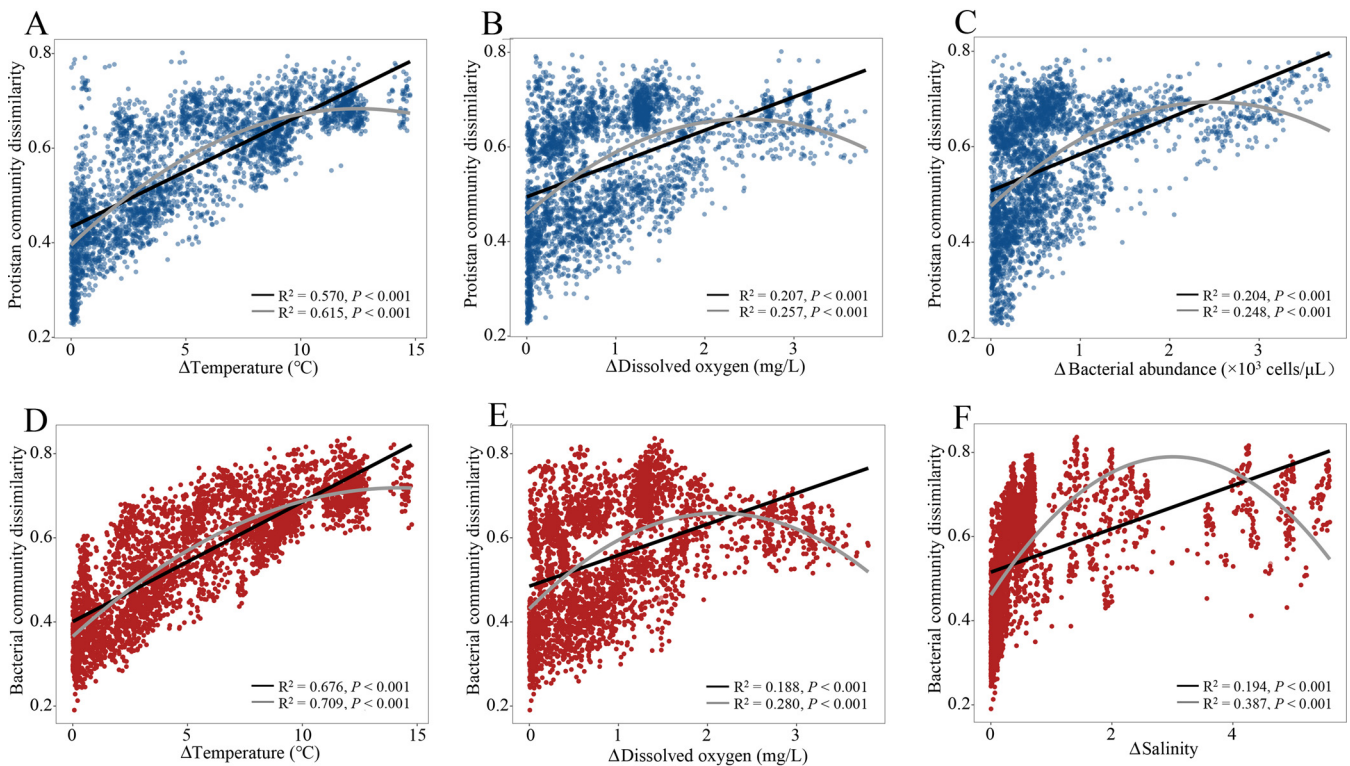 A
Protistan community dissimilarity
0.8
0.6
0.4
0.2
R² = 0.570, P < 0.001
R² = 0.615, P < 0.001
0 5 10 15
ΔTemperature (℃)
B
Protistan community dissimilarity
0.8
0.6
0.4
0.2
R² = 0.207, P < 0.001
R² = 0.257, P < 0.001
0 1 2 3
ΔDissolved oxygen (mg/L)
C
Protistan community dissimilarity
0.8
0.6
0.4
0.2
R² = 0.204, P < 0.001
R² = 0.248, P < 0.001
0 1 2 3
Δ Bacterial abundance (×10³ cells/μL)
D
Bacterial community dissimilarity
0.8
0.6
0.4
0.2
R² = 0.676, P < 0.001
R² = 0.709, P < 0.001
0 5 10 15
ΔTemperature (℃)
E
Bacterial community dissimilarity
0.8
0.6
0.4
0.2
R² = 0.188, P < 0.001
R² = 0.280, P < 0.001
0 1 2 3
ΔDissolved oxygen (mg/L)
F
Bacterial community dissimilarity
0.8
0.6
0.4
0.2
R² = 0.194, P < 0.001
R² = 0.387, P < 0.001
0 2 4
ΔSalinity